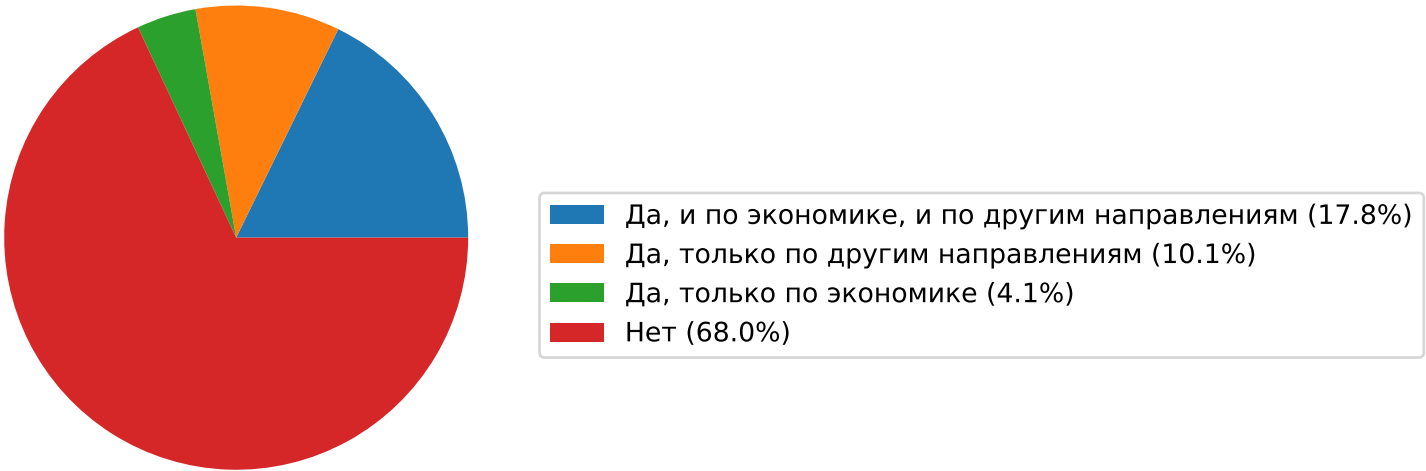 Да, и по экономике, и по другим направлениям (17.8%)
Да, только по другим направлениям (10.1%)
Да, только по экономике (4.1%)
Нет (68.0%)